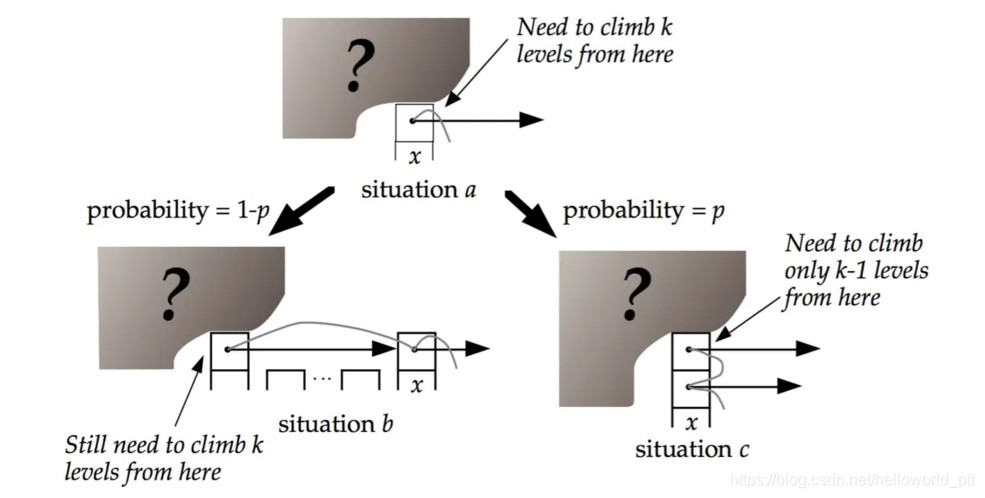 ?
Need to climb k
levels from here
x
situation a
probability = 1-p
probability = p
?
...
x
situation b
Still need to climb k
levels from here
?
Need to climb
only k-1 levels
from here
x
situation c
https://blog.csdn.net/helloworld_ptt